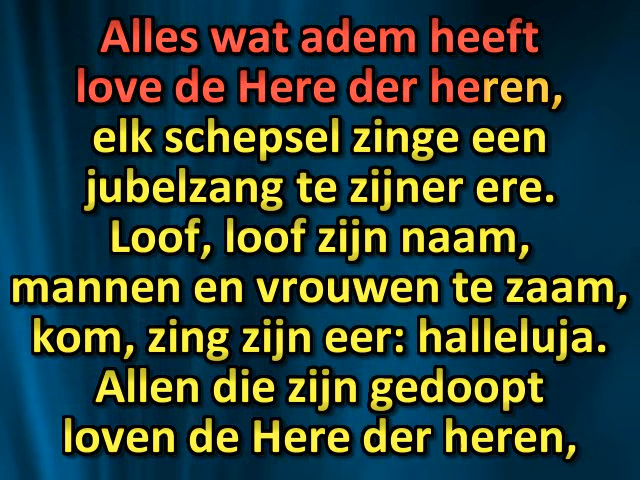 Alles wat adem heeft
love de Here der heren,
elk schepsel zinge een
jubelzang te zijner ere.
Loof, loof zijn naam,
mannen en vrouwen te zaam,
kom, zing zijn eer: halleluja.
Allen die zijn gedoopt
loven de Here der heren,